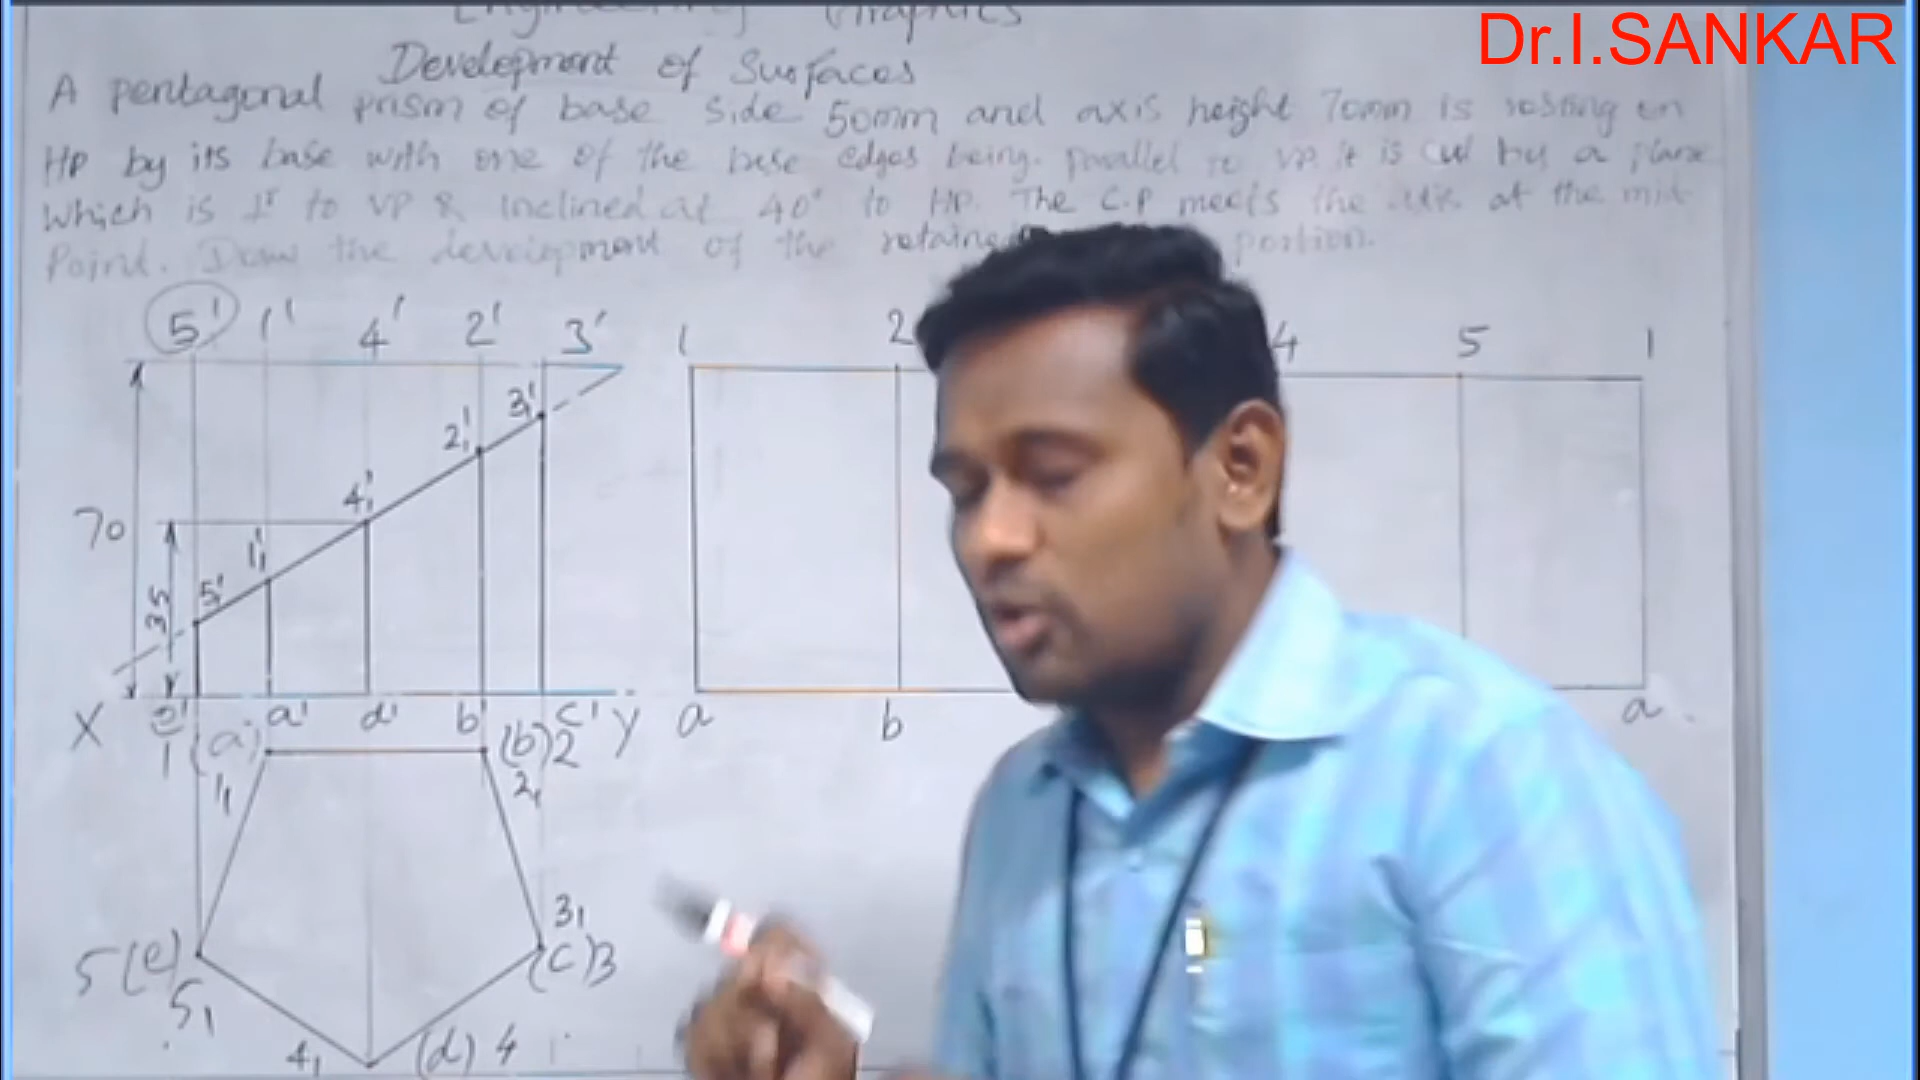 Engineering Graphics
Dr.I.SANKAR
Development of Surfaces
A pentagonal prism of base side 50mm and axis height 70mm is resting on
HP by its base with one of the base edges being parallel to VP. it is cut by a plane
Which is Ir to VP & Inclined at 40° to HP. The C.P meets the axis at the mid
Point. Draw the development of the portion.
5' 1' 4' 2' 3'
1 2 4 5 1
3₁'
2₁'
4₁'
70
1₁'
5₁'
35
X e' a' d' b' c' Y
a b a
1 (a) (b) 2
1₁ 2₁
3₁
5 (e) (c) 3
5₁
4₁ (d) 4